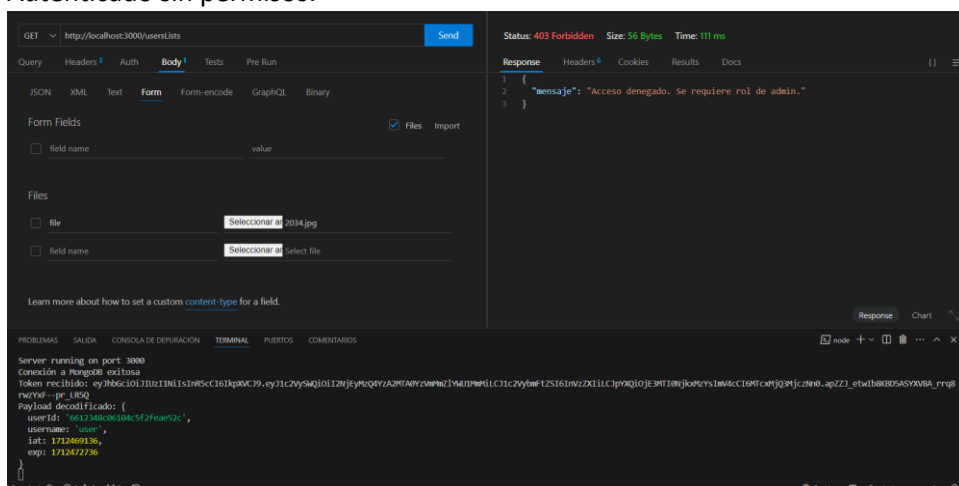 Autenticado sin permisos:
GET http://localhost:3000/usersLists Send
Query Headers 3 Auth Body 1 Tests Pre Run
JSON XML Text Form Form-encode GraphQL Binary
Form Fields
Files Import
field name value
Files
file Seleccionar ar 2034.jpg
field name Seleccionar ar Select file
Learn more about how to set a custom content-type for a field.
Status: 403 Forbidden Size: 56 Bytes Time: 111 ms
Response Headers 6 Cookies Results Docs {}
1 {
2 "mensaje": "Acceso denegado. Se requiere rol de admin."
3 }
Response Chart
PROBLEMAS SALIDA CONSOLA DE DEPURACIÓN TERMINAL PUERTOS COMENTARIOS node
Server running on port 3000
Conexión a MongoDB exitosa
Token recibido:
Payload decodificado: {
userId: '6612348c06104c5f2feae52c',
username: 'user',
iat: 1712469136,
exp: 1712472736
}